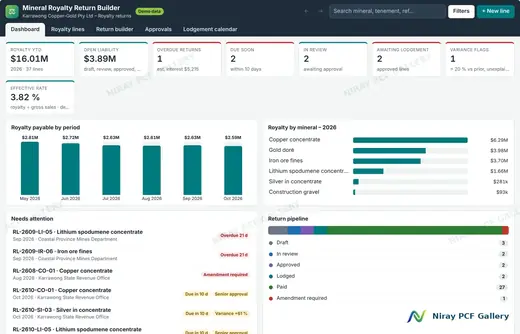 Mineral Royalty Return Builder
Demo data
Karrawong Copper-Gold Pty Ltd – Royalty returns
Search mineral, tenement, ref...
Filters
+ New line
Dashboard
Royalty lines
Return builder
Approvals
Lodgement calendar
ROYALTY YTD
$16.01M
2026 · 37 lines
OPEN LIABILITY
$3.89M
draft, review, approved, ...
OVERDUE RETURNS
1
est. interest $5,216
DUE SOON
2
within 10 days
IN REVIEW
2
awaiting approval
AWAITING LODGEMENT
2
approved lines
VARIANCE FLAGS
1
> 20 % vs prior, unexplai...
EFFECTIVE RATE
3.82 %
royalty ÷ gross sales · de...
Royalty payable by period
$2.81M
$2.72M
$2.63M
$2.61M
$2.63M
$2.59M
May 2026
Jun 2026
Jul 2026
Aug 2026
Sep 2026
Oct 2026
Royalty by mineral – 2026
Copper concentrate
$6.29M
Gold doré
$3.99M
Iron ore fines
$3.70M
Lithium spodumene concentr...
$1.66M
Silver in concentrate
$281k
Construction gravel
$93k
Needs attention
RL-2609-LI-05 · Lithium spodumene concentrate
Sep 2026 · Coastal Province Mines Department
Overdue 21 d
RL-2609-IR-06 · Iron ore fines
Sep 2026 · Coastal Province Mines Department
Overdue 21 d
RL-2608-CO-01 · Copper concentrate
Aug 2026 · Karrawong State Revenue Office
Amendment required
RL-2610-CO-01 · Copper concentrate
Oct 2026 · Karrawong State Revenue Office
Due in 10 d
Senior approval
RL-2610-SI-03 · Silver in concentrate
Oct 2026 · Karrawong State Revenue Office
Due in 10 d
Variance +61 %
Due in 10 d
Senior approval
Return pipeline
Draft
3
In review
2
Approved
2
Lodged
2
Paid
27
Amendment required
1
Niray PCF Gallery